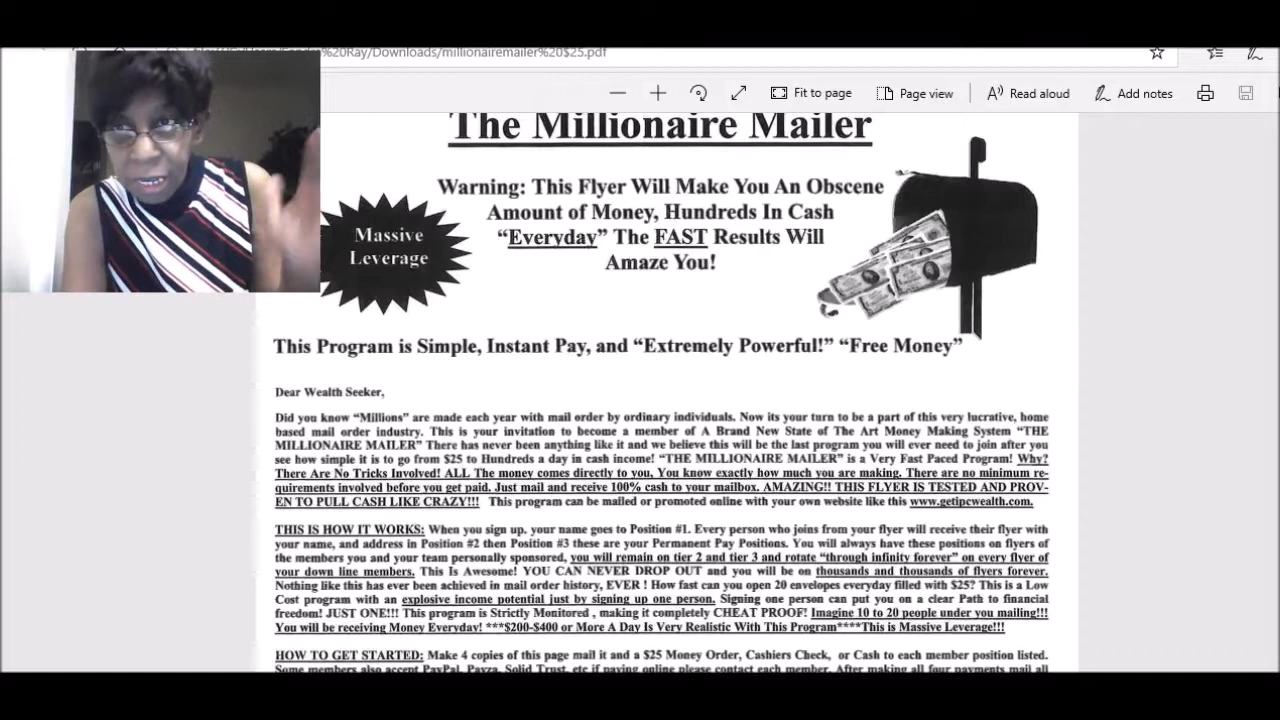 %20Ray/Downloads/millionairemailer%20$25.pdf
Fit to page
Page view
Read aloud
Add notes
The Millionaire Mailer
Warning: This Flyer Will Make You An Obscene
Amount of Money, Hundreds In Cash
“Everyday” The FAST Results Will
Amaze You!
Massive
Leverage
This Program is Simple, Instant Pay, and “Extremely Powerful!” “Free Money”
Dear Wealth Seeker,
Did you know “Millions” are made each year with mail order by ordinary individuals. Now its your turn to be a part of this very lucrative, home
based mail order industry. This is your invitation to become a member of A Brand New State of The Art Money Making System “THE
MILLIONAIRE MAILER” There has never been anything like it and we believe this will be the last program you will ever need to join after you
see how simple it is to go from $25 to Hundreds a day in cash income! “THE MILLIONAIRE MAILER” is a Very Fast Paced Program! Why?
There Are No Tricks Involved! ALL The money comes directly to you, You know exactly how much you are making. There are no minimum re-
quirements involved before you get paid. Just mail and receive 100% cash to your mailbox. AMAZING!! THIS FLYER IS TESTED AND PROV-
EN TO PULL CASH LIKE CRAZY!!! This program can be mailed or promoted online with your own website like this www.getipcwealth.com.
THIS IS HOW IT WORKS: When you sign up, your name goes to Position #1. Every person who joins from your flyer will receive their flyer with
your name, and address in Position #2 then Position #3 these are your Permanent Pay Positions. You will always have these positions on flyers of
the members you and your team personally sponsored, you will remain on tier 2 and tier 3 and rotate “through infinity forever” on every flyer of
your down line members. This Is Awesome! YOU CAN NEVER DROP OUT and you will be on thousands and thousands of flyers forever.
Nothing like this has ever been achieved in mail order history, EVER ! How fast can you open 20 envelopes everyday filled with $25? This is a Low
Cost program with an explosive income potential just by signing up one person. Signing one person can put you on a clear Path to financial
freedom! JUST ONE!!! This program is Strictly Monitored , making it completely CHEAT PROOF! Imagine 10 to 20 people under you mailing!!!
You will be receiving Money Everyday! ***$200-$400 or More A Day Is Very Realistic With This Program****This is Massive Leverage!!!
HOW TO GET STARTED: Make 4 copies of this page mail it and a $25 Money Order, Cashiers Check, or Cash to each member position listed.
Some members also accept PayPal, Payza, Solid Trust, etc if paying online please contact each member. After making all four payments mail all